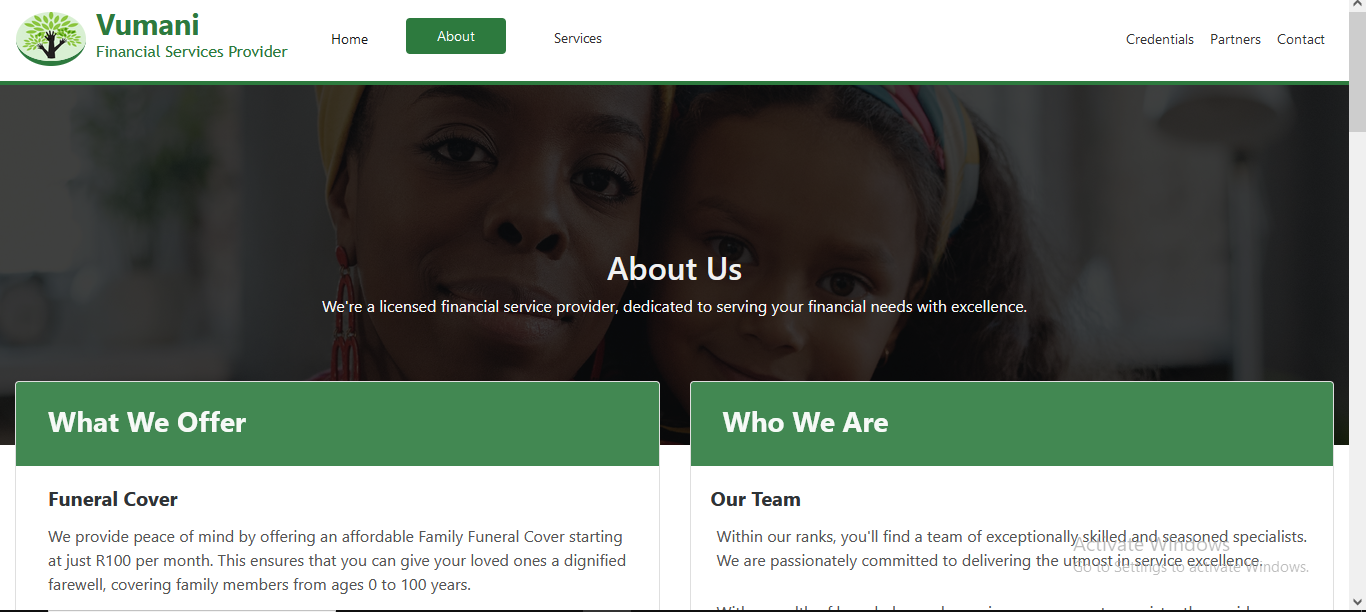 Vumani
Financial Services Provider
Home
About
Services
Credentials
Partners
Contact
About Us
We're a licensed financial service provider, dedicated to serving your financial needs with excellence.
What We Offer
Funeral Cover
We provide peace of mind by offering an affordable Family Funeral Cover starting
at just R100 per month. This ensures that you can give your loved ones a dignified
farewell, covering family members from ages 0 to 100 years.
Who We Are
Our Team
Within our ranks, you'll find a team of exceptionally skilled and seasoned specialists.
We are passionately committed to delivering the utmost in service excellence.
Activate Windows
Go to Settings to activate Windows.